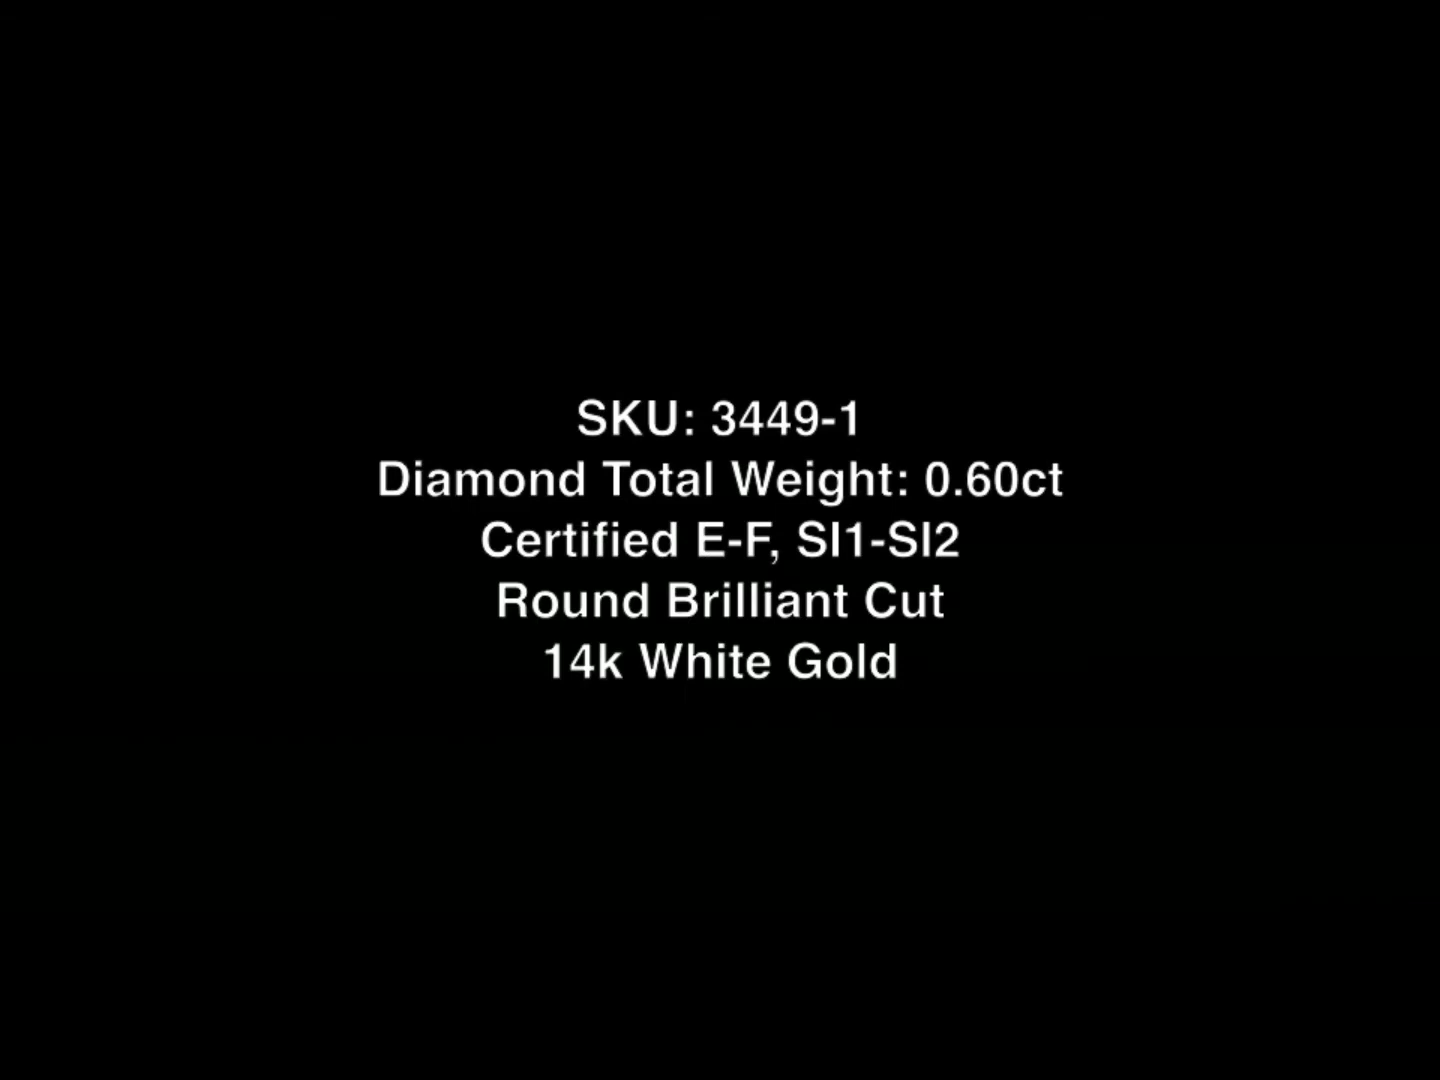 SKU: 3449-1
Diamond Total Weight: 0.60ct
Certified E-F, SI1-SI2
Round Brilliant Cut
14k White Gold